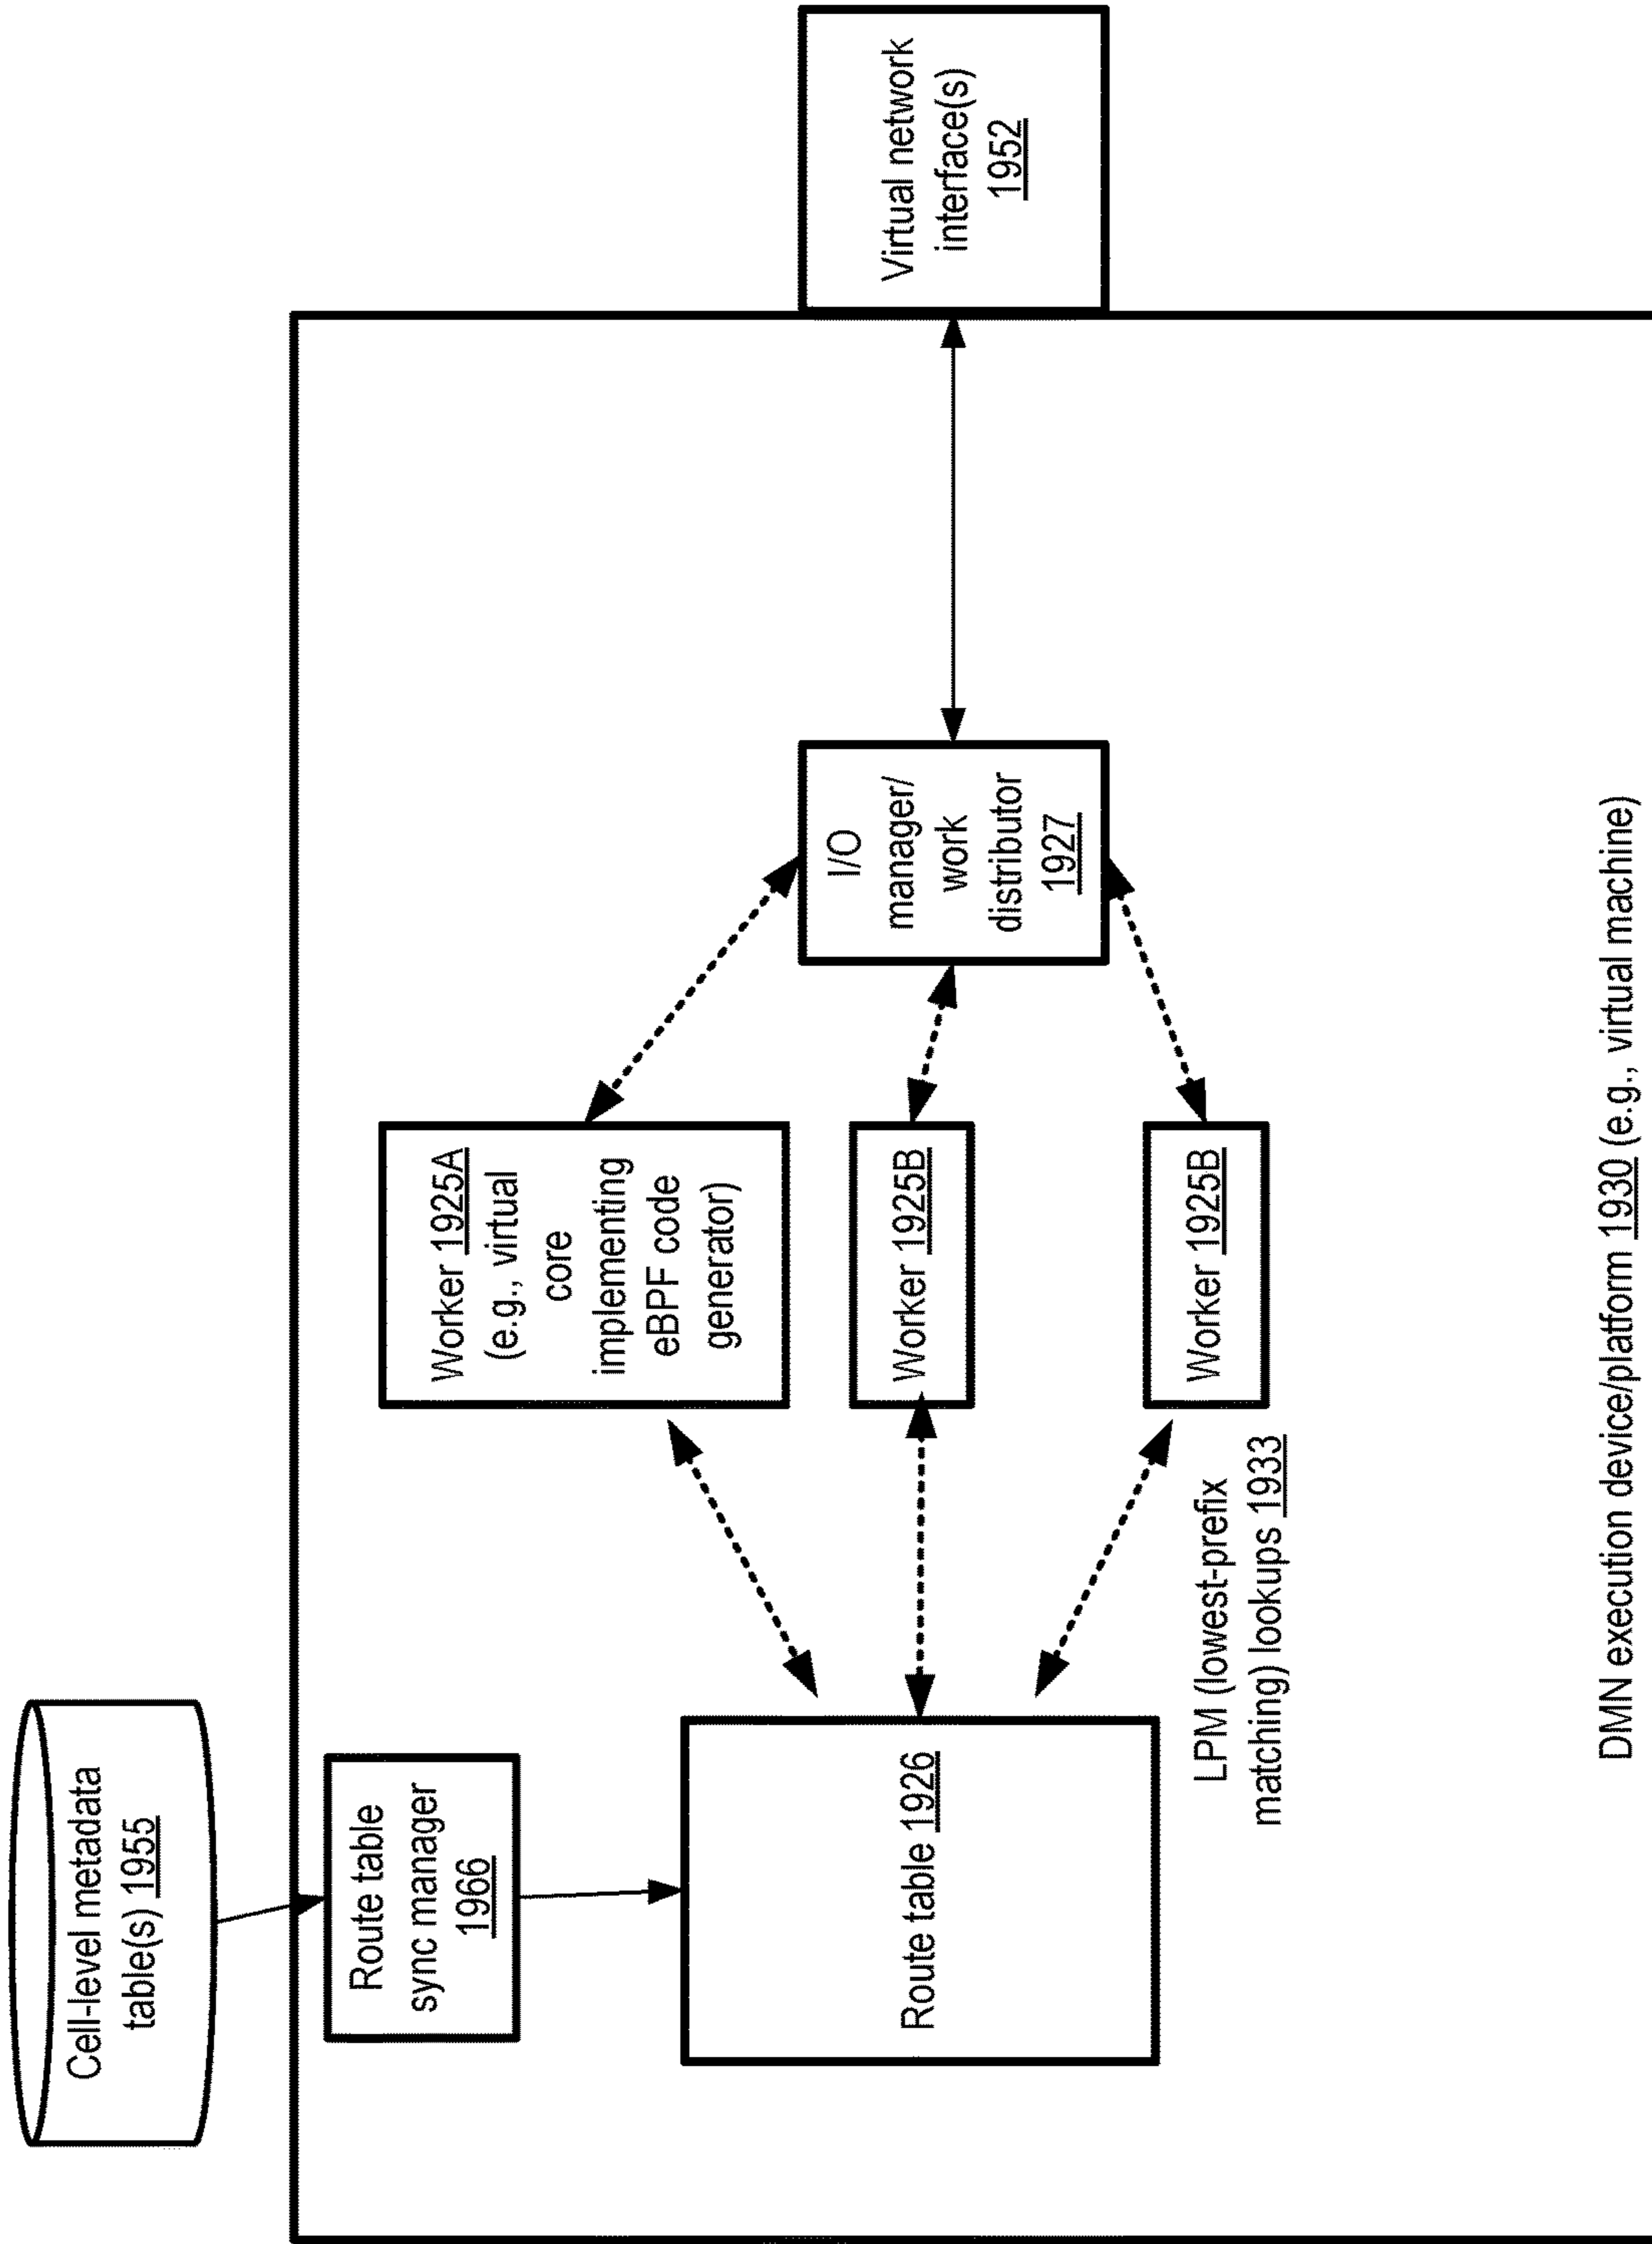 Cell-level metadata
table(s) 1955
Route table
sync manager
1966
Route table 1926
LPM (lowest-prefix
matching) lookups 1933
Worker 1925A
(e.g., virtual
core
implementing
eBPF code
generator)
Worker 1925B
Worker 1925B
I/O
manager/
work
distributor
1927
Virtual network
interface(s)
1952
DMN execution device/platform 1930 (e.g., virtual machine)